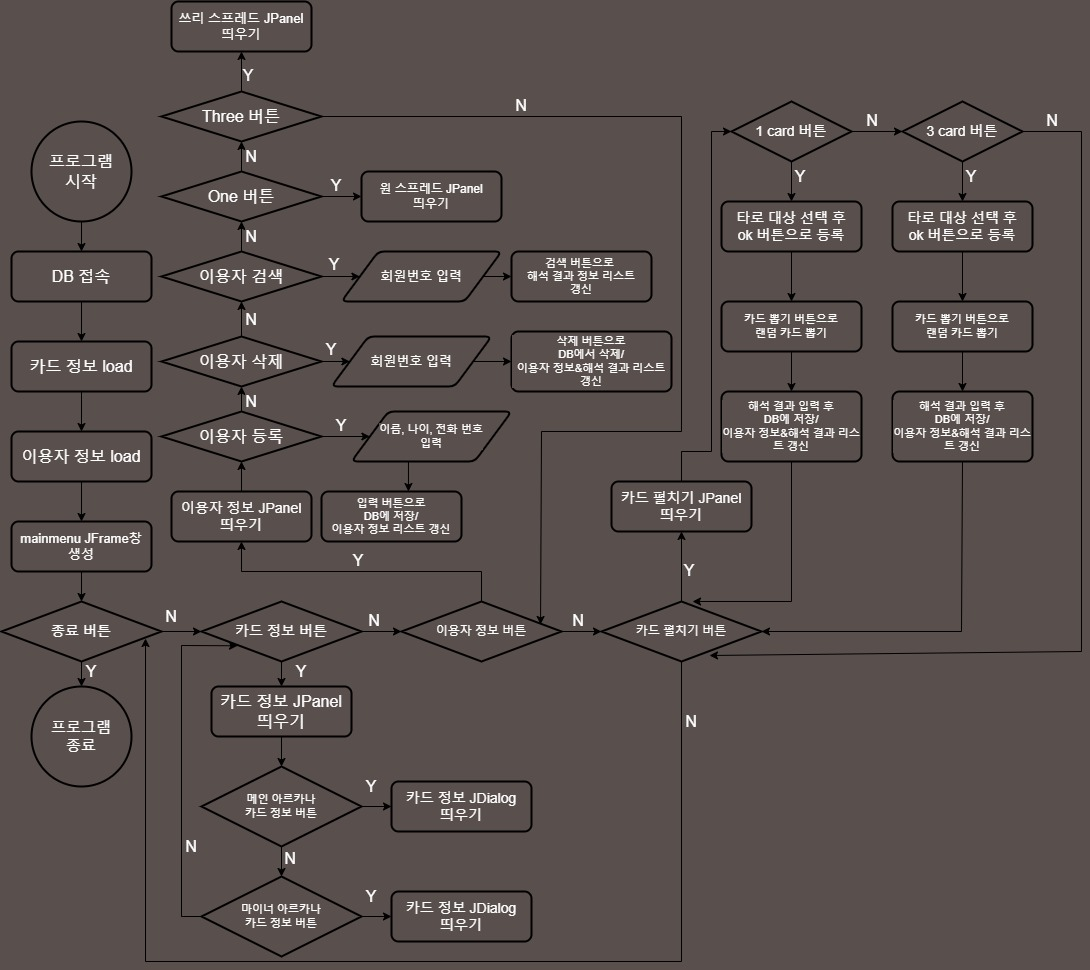 쓰리 스프레드 JPanel
띄우기
Y
Three 버튼
N
프로그램
시작
N
One 버튼
Y
원 스프레드 JPanel
띄우기
N
DB 접속
이용자 검색
Y
회원번호 입력
검색 버튼으로
해석 결과 정보 리스트
갱신
N
카드 정보 load
이용자 삭제
Y
회원번호 입력
삭제 버튼으로
DB에서 삭제/
이용자 정보&해석 결과 리스트
갱신
N
이용자 정보 load
이용자 등록
Y
이름, 나이, 전화 번호
입력
이용자 정보 JPanel
띄우기
입력 버튼으로
DB에 저장/
이용자 정보 리스트 갱신
mainmenu JFrame창
생성
Y
1 card 버튼
N
3 card 버튼
N
Y
Y
타로 대상 선택 후
ok 버튼으로 등록
타로 대상 선택 후
ok 버튼으로 등록
카드 뽑기 버튼으로
랜덤 카드 뽑기
카드 뽑기 버튼으로
랜덤 카드 뽑기
해석 결과 입력 후
DB에 저장/
이용자 정보&해석 결과 리스
트 갱신
해석 결과 입력 후
DB에 저장/
이용자 정보&해석 결과 리스
트 갱신
카드 펼치기 JPanel
띄우기
Y
종료 버튼
N
카드 정보 버튼
N
이용자 정보 버튼
N
카드 펼치기 버튼
Y
Y
N
프로그램
종료
카드 정보 JPanel
띄우기
메인 아르카나
카드 정보 버튼
Y
카드 정보 JDialog
띄우기
N
N
마이너 아르카나
카드 정보 버튼
Y
카드 정보 JDialog
띄우기